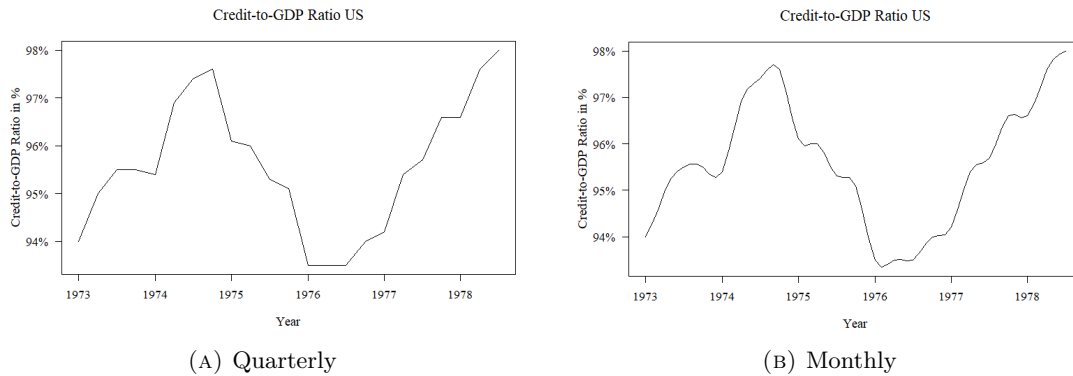 Credit-to-GDP Ratio US
Credit-to-GDP Ratio in %
98%
97%
96%
95%
94%
1973 1974 1975 1976 1977 1978
Year
(A) Quarterly
Credit-to-GDP Ratio US
Credit-to-GDP Ratio in %
98%
97%
96%
95%
94%
1973 1974 1975 1976 1977 1978
Year
(B) Monthly